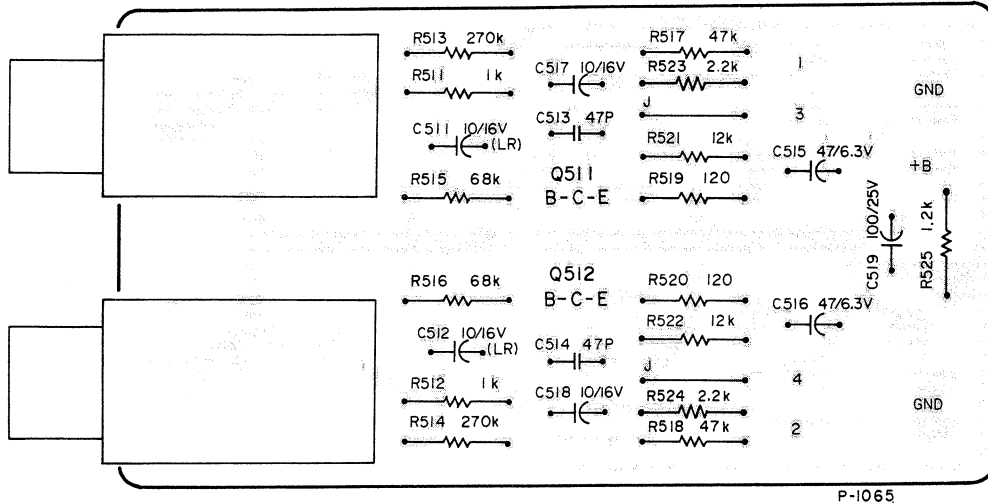 R513 270k
R511 1k
C511 10/16V
(LR)
R515 68k
C517 10/16V
C513 47P
Q511
B-C-E
R517 47k
R523 2.2k
J
R521 12k
R519 120
1
3
C515 47/6.3V
GND
+B
C519 100/25V
R525 1.2k
R516 68k
C512 10/16V
(LR)
R512 1k
R514 270k
Q512
B-C-E
C514 47P
C518 10/16V
R520 120
R522 12k
J
R524 2.2k
R518 47k
C516 47/6.3V
4
2
GND
P-1065